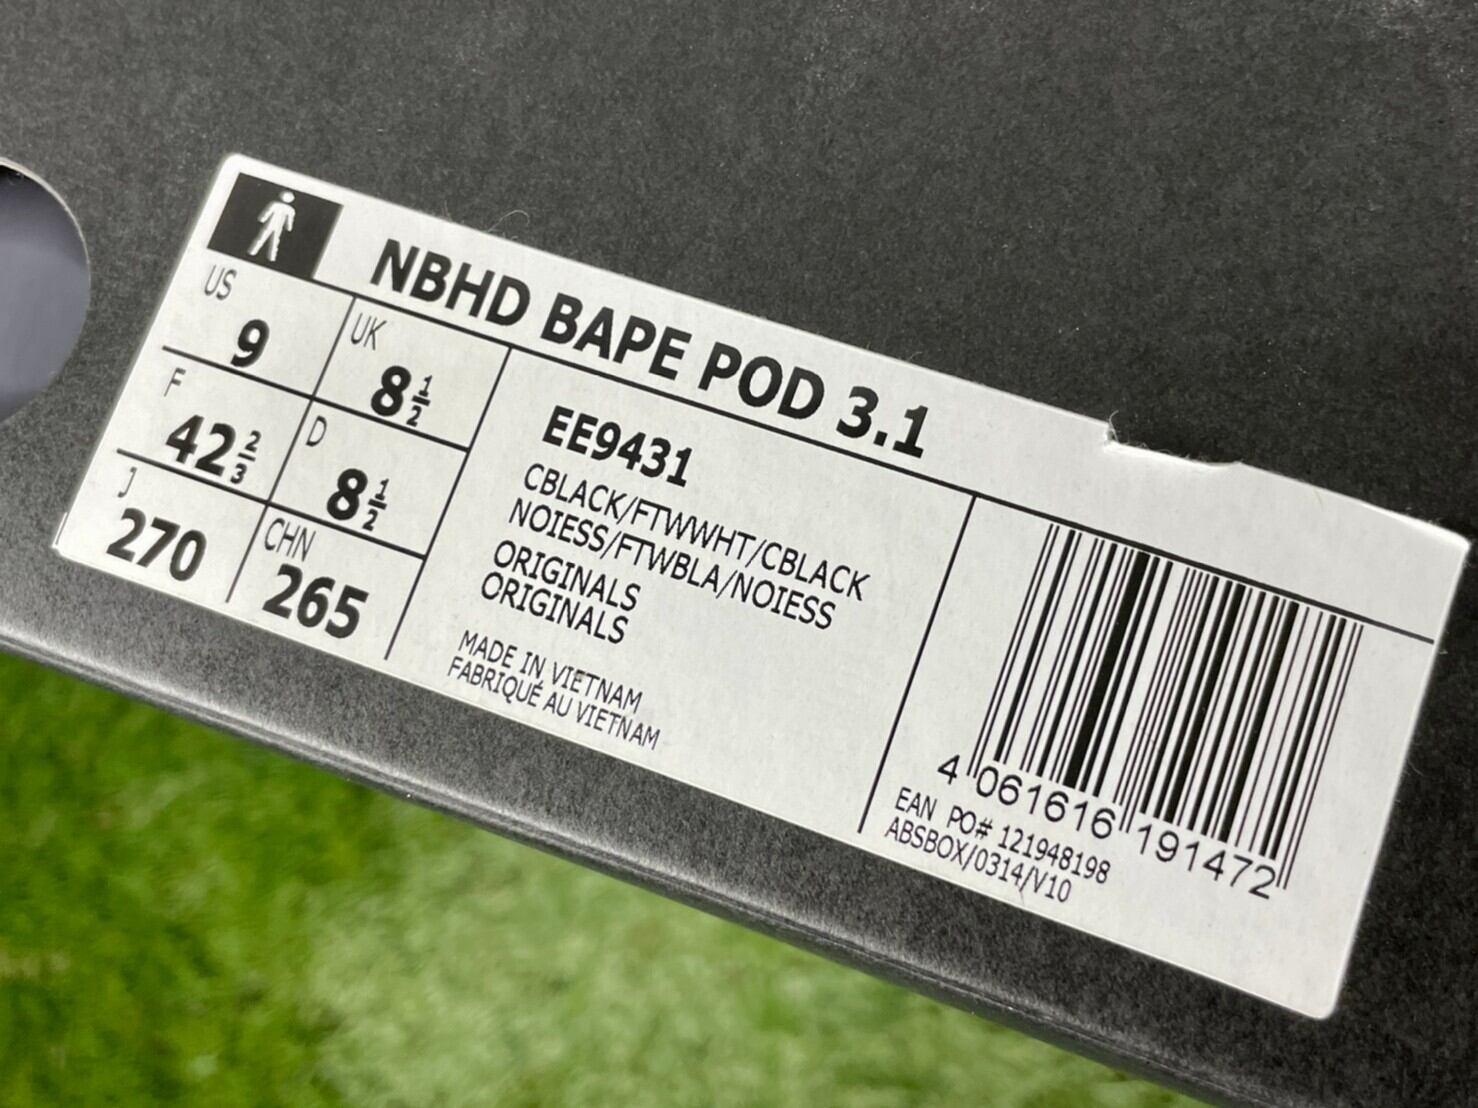 NBHD BAPE POD 3.1
US
9
UK
8 1/2
F
42 2/3
D
8 1/2
J
270
CHN
265
EE9431
CBLACK/FTWWHT/CBLACK
NOIESS/FTWBLA/NOIESS
ORIGINALS
ORIGINALS
MADE IN VIETNAM
FABRIQUÉ AU VIETNAM
4 061616 191472
EAN PO# 121948198
ABSBOX/0314/V10